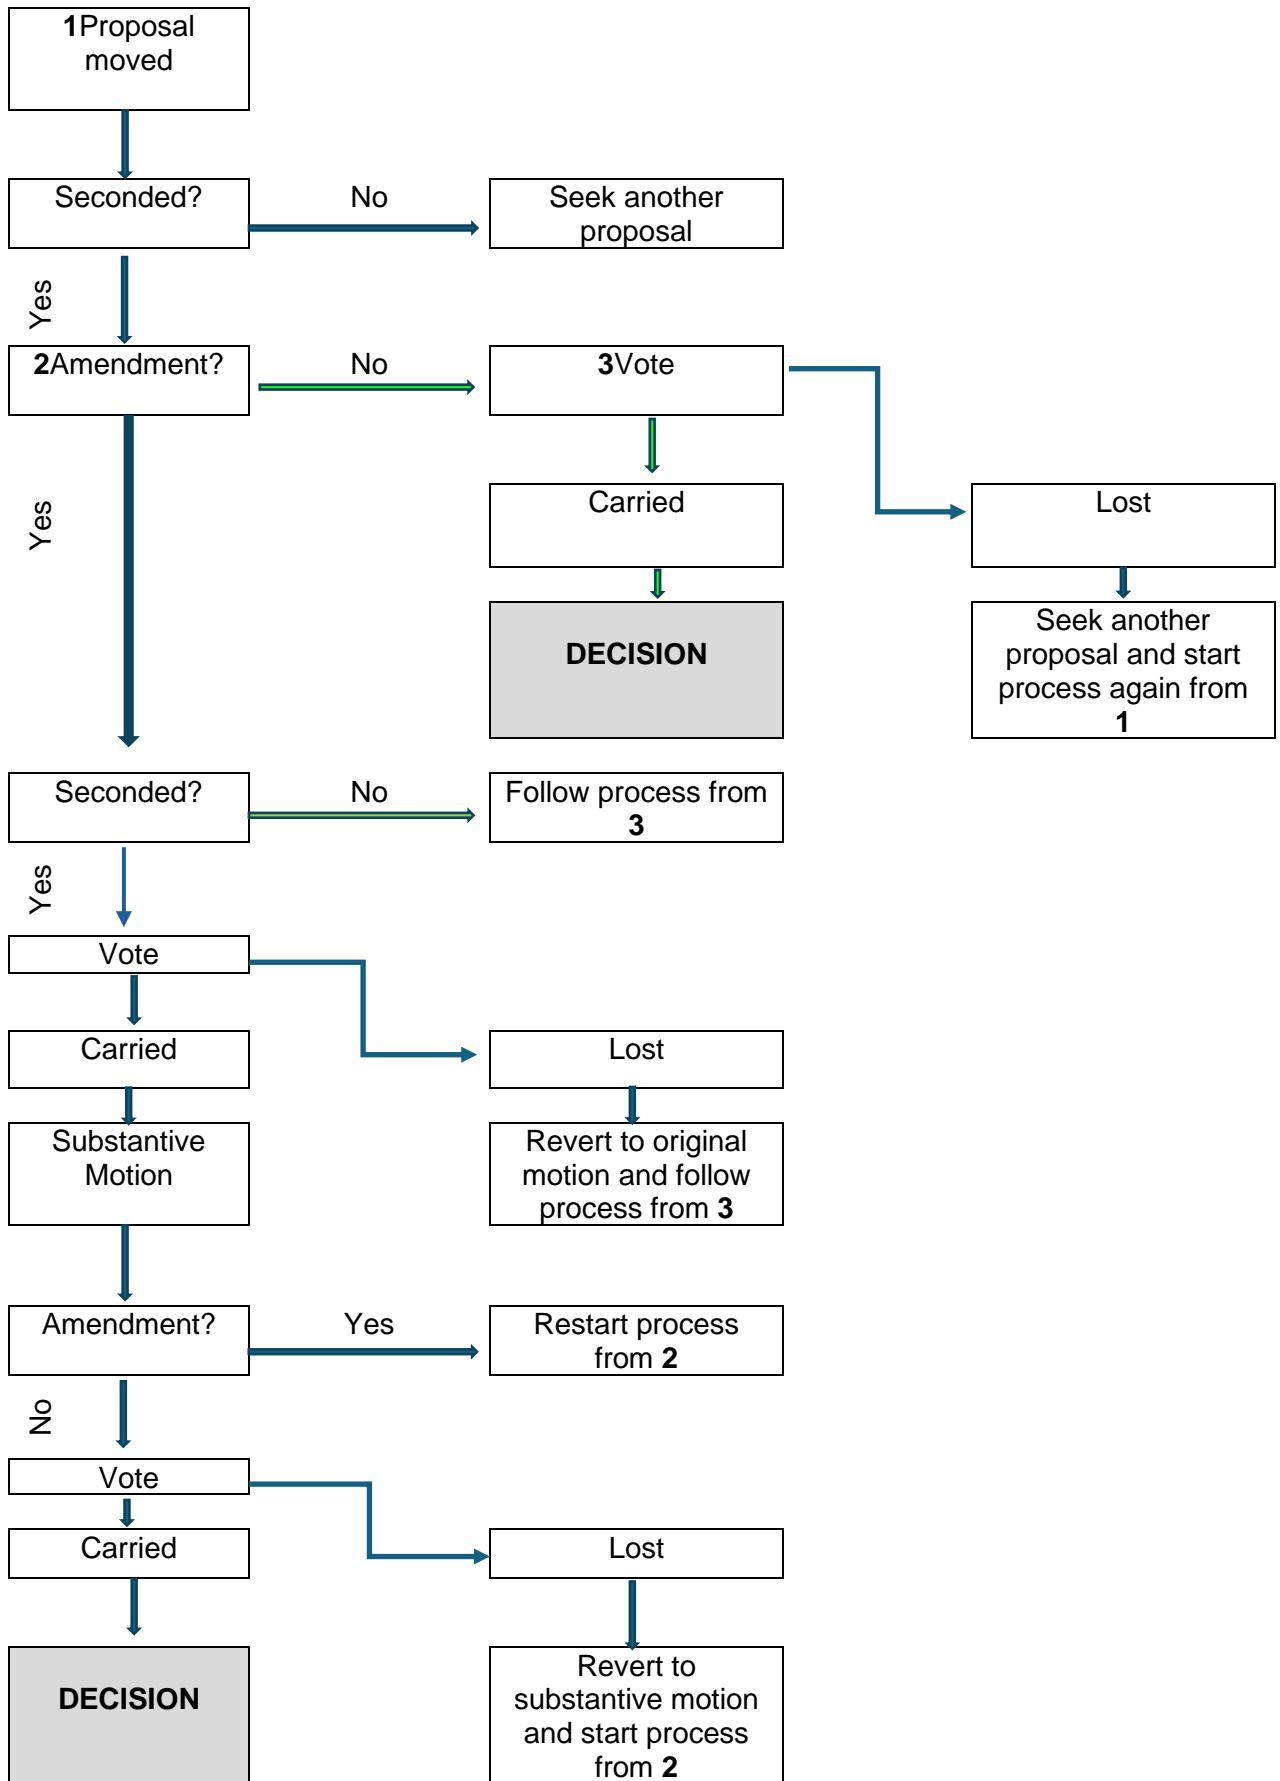 1Proposal
moved
Seconded?
No
Seek another
proposal
Yes
2Amendment?
No
3Vote
Yes
Carried
Lost
DECISION
Seek another
proposal and start
process again from
1
Seconded?
No
Follow process from
3
Yes
Vote
Carried
Lost
Substantive
Motion
Revert to original
motion and follow
process from 3
Amendment?
Yes
Restart process
from 2
No
Vote
Carried
Lost
DECISION
Revert to
substantive motion
and start process
from 2